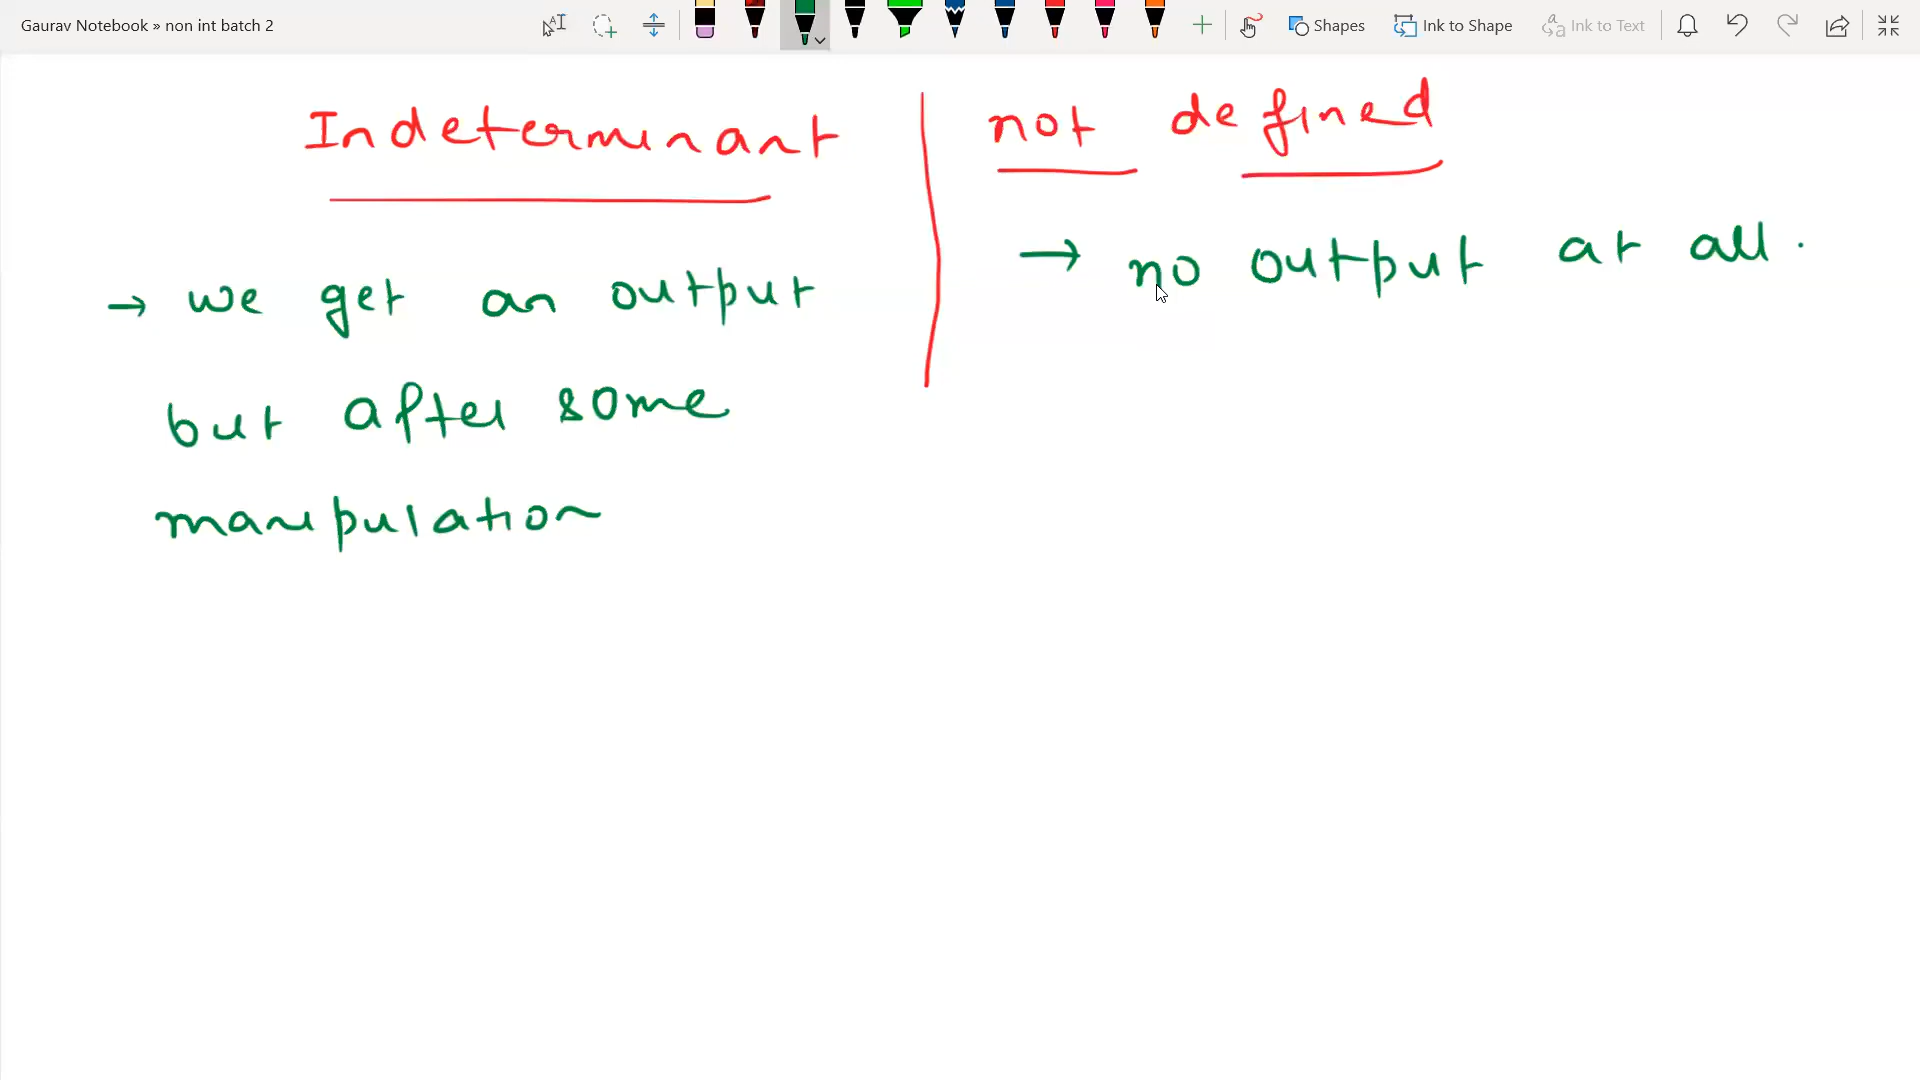 Gaurav Notebook » non int batch 2
Shapes
Ink to Shape
Ink to Text
Indeterminant
not defined
→ we get an output
but after some
manipulation
→ no output at all.